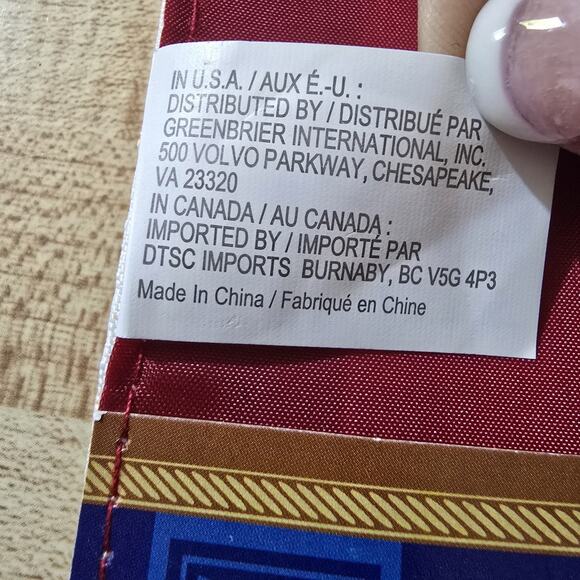 IN U.S.A. / AUX É.-U. :
DISTRIBUTED BY / DISTRIBUÉ PAR
GREENBRIER INTERNATIONAL, INC.
500 VOLVO PARKWAY, CHESAPEAKE,
VA 23320
IN CANADA / AU CANADA :
IMPORTED BY / IMPORTÉ PAR
DTSC IMPORTS BURNABY, BC V5G 4P3
Made In China / Fabriqué en Chine